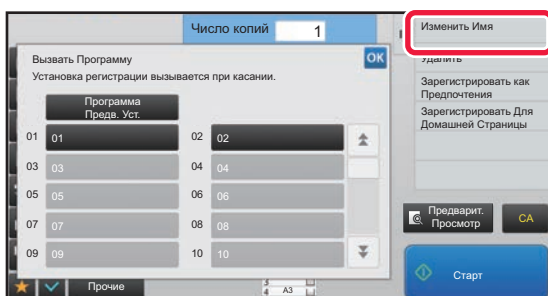 Число копий 1
Изменить Имя
Вызвать Программу
OK
Установка регистрации вызывается при касании.
Удалить
Зарегистрировать как
Предпочтения
Зарегистрировать Для
Домашней Страницы
Программа
Предв. Уст.
01 01 02 02
03 03 04 04
05 05 06 06
07 07 08 08
09 09 10 10
Предварит.
Просмотр
CA
Прочие
4 A3
Старт